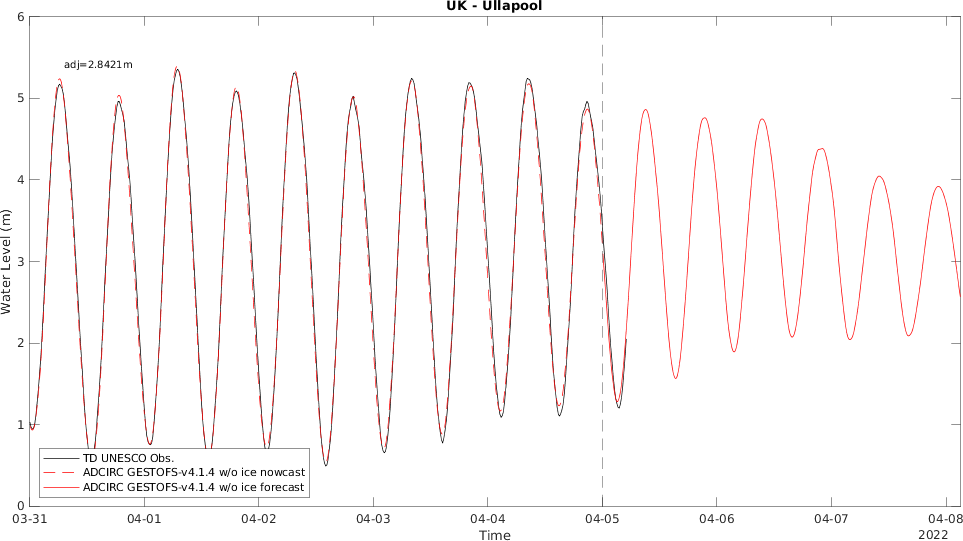 UK - Ullapool
6
adj=2.8421m
5
4
3
Water Level (m)
2
1
TD UNESCO Obs.
ADCIRC GESTOFS-v4.1.4 w/o ice nowcast
ADCIRC GESTOFS-v4.1.4 w/o ice forecast
0
03-31 04-01 04-02 04-03 04-04 04-05 04-06 04-07 04-08
Time
2022